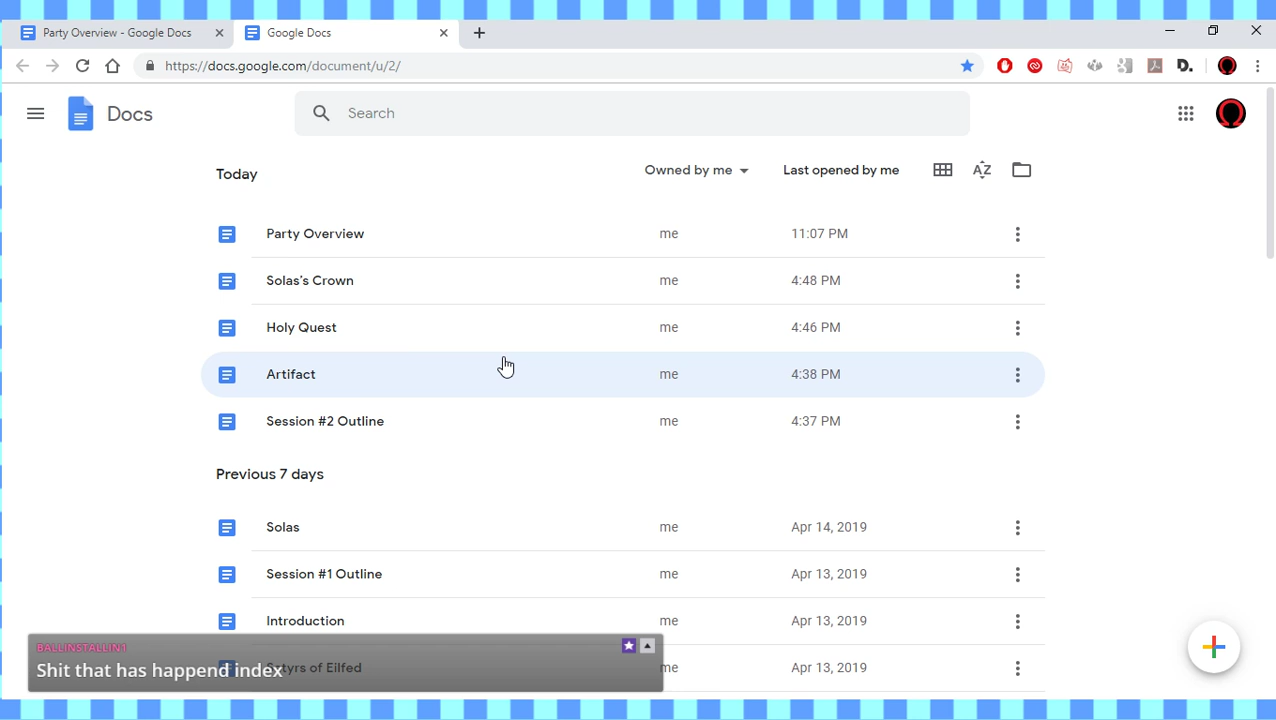 Party Overview - Google Docs
Google Docs
https://docs.google.com/document/u/2/
Docs
Search
Today Owned by me Last opened by me AZ
Party Overview me 11:07 PM
Solas's Crown me 4:48 PM
Holy Quest me 4:46 PM
Artifact me 4:38 PM
Session #2 Outline me 4:37 PM
Previous 7 days
Solas me Apr 14, 2019
Session #1 Outline me Apr 13, 2019
Introduction me Apr 13, 2019
Satyrs of Eilfed me Apr 13, 2019
BALLINSTALLIN1
Shit that has happend index